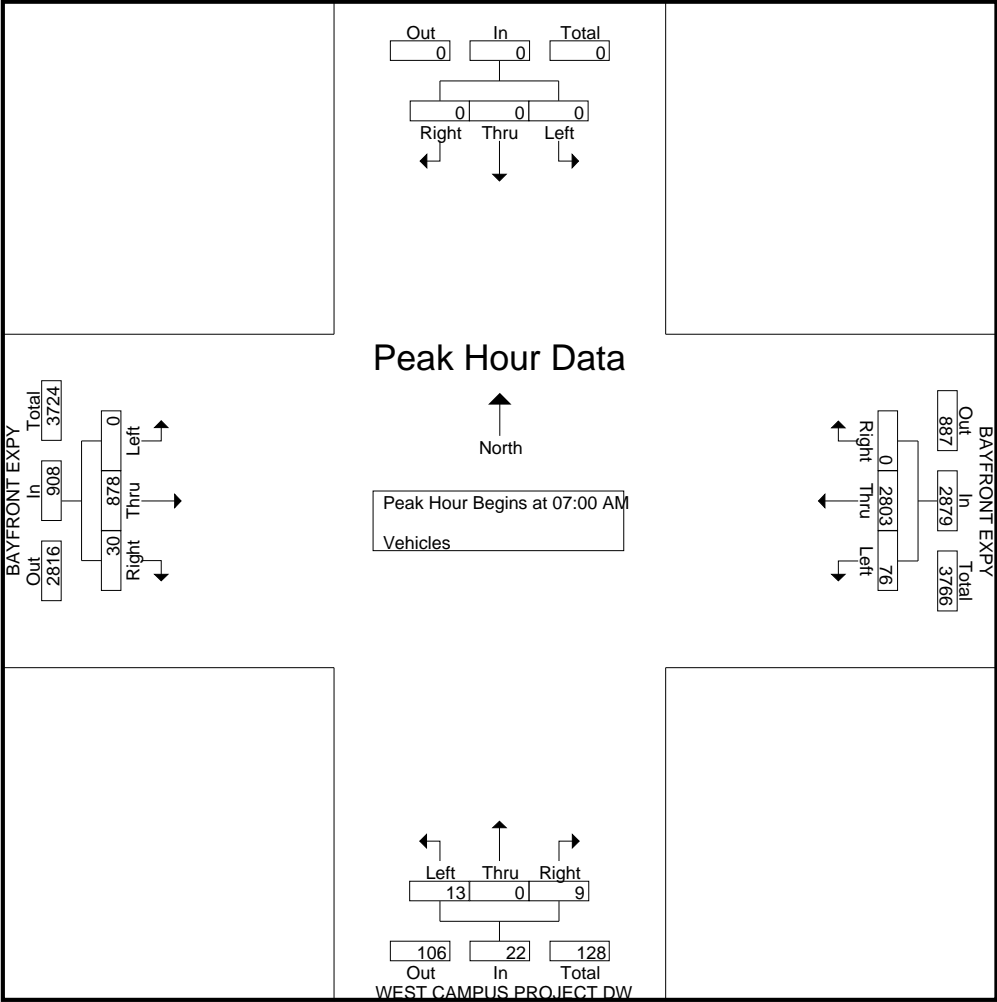 Out In Total
0 0 0
0 0 0
Right Thru Left
Peak Hour Data
North
Peak Hour Begins at 07:00 AM
Vehicles
BAYFRONT EXPY
Total In Out
3724 908 2816
0 878 30
Left Thru Right
BAYFRONT EXPY
Out In Total
887 2879 3766
0 2803 76
Right Thru Left
Left Thru Right
13 0 9
106 22 128
Out In Total
WEST CAMPUS PROJECT DW